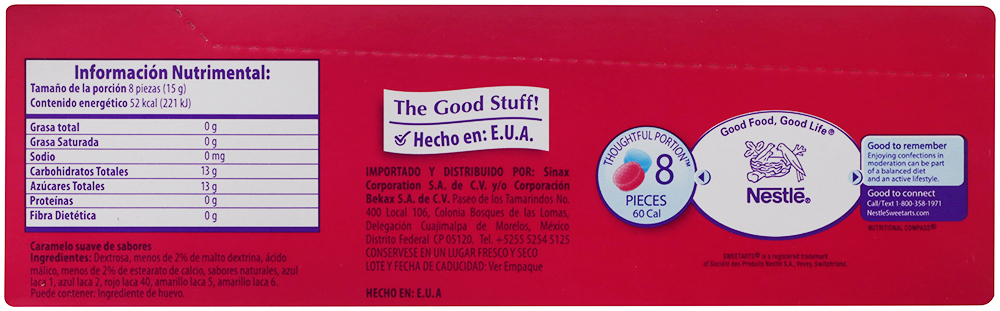 Información Nutrimental:
Tamaño de la porción 8 piezas (15 g)
Contenido energético 52 kcal (221 kJ)
Grasa total 0 g
Grasa Saturada 0 g
Sodio 0 mg
Carbohidratos Totales 13 g
Azúcares Totales 13 g
Proteínas 0 g
Fibra Dietética 0 g
Caramelo suave de sabores
Ingredientes: Dextrosa, menos de 2% de malto dextrina, ácido
málico, menos de 2% de estearato de calcio, sabores naturales, azul
laca 1, azul laca 2, rojo laca 40, amarillo laca 5, amarillo laca 6.
Puede contener: Ingrediente de huevo.
The Good Stuff!
Hecho en: E.U.A.
IMPORTADO Y DISTRIBUIDO POR: Sinax
Corporation S.A. de C.V. y/o Corporación
Bekax S.A. de C.V. Paseo de los Tamarindos No.
400 Local 106, Colonia Bosques de las Lomas,
Delegación Cuajimalpa de Morelos, México
Distrito Federal CP 05120. Tel. +5255 5254 5125
CONSERVESE EN UN LUGAR FRESCO Y SECO
LOTE Y FECHA DE CADUCIDAD: Ver Empaque
HECHO EN: E.U.A
THOUGHTFUL PORTION™
8
PIECES
60 Cal
Good Food, Good Life®
Nestlé®
Good to remember
Enjoying confections in
moderation can be part
of a balanced diet
and an active lifestyle.
Good to connect
Call/Text 1-800-358-1971
NestleSweetarts.com
NUTRITIONAL COMPASS®
SWEETARTS® is a registered trademark
of Société des Produits Nestlé S.A., Vevey, Switzerland.